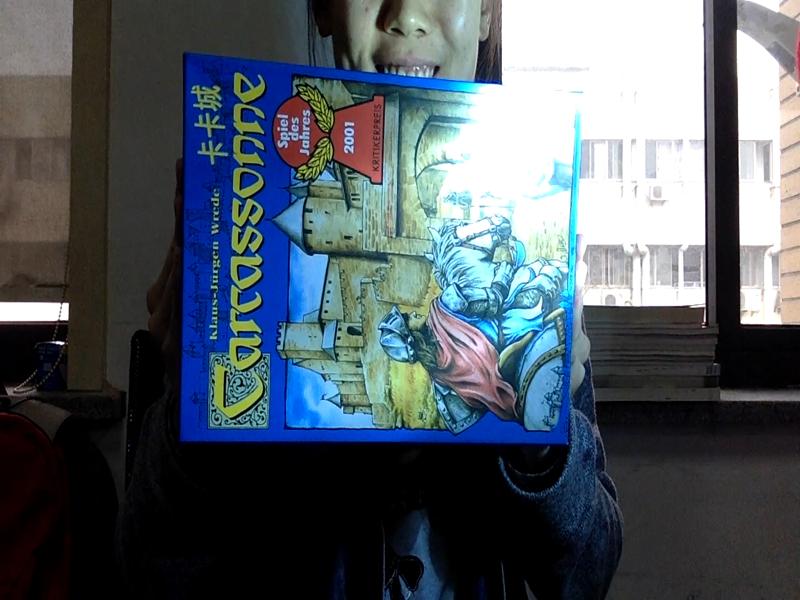 卡卡城
Klaus-Jürgen Wrede
Carcassonne
Spiel
des
Jahres
2001
KRITIKERPREIS